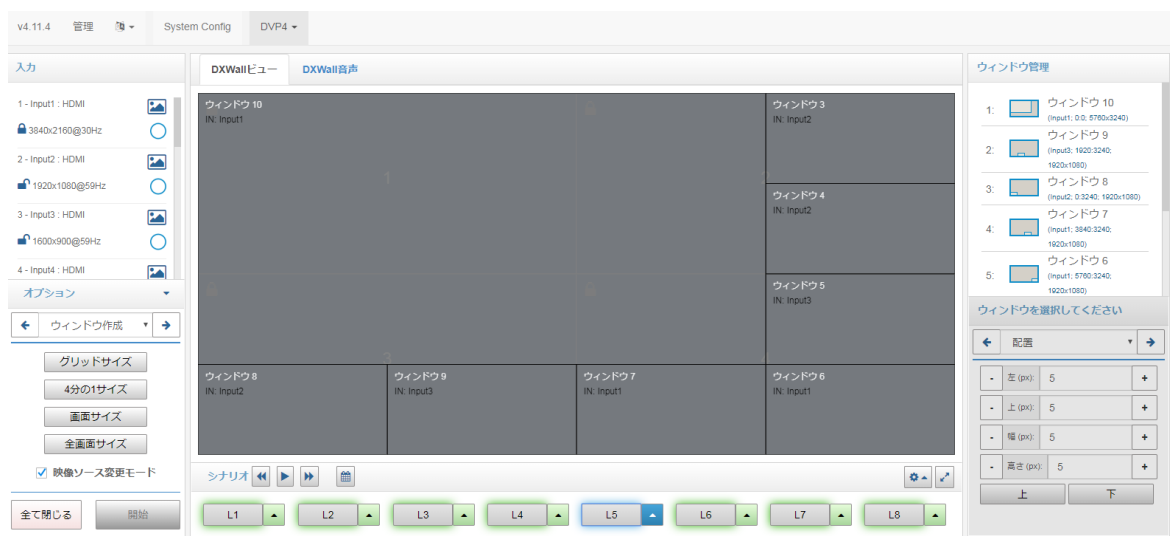 v4.11.4 管理 System Config DVP4
入力
1 - Input1 : HDMI
3840x2160@30Hz
2 - Input2 : HDMI
1920x1080@59Hz
3 - Input3 : HDMI
1600x900@59Hz
4 - Input4 : HDMI
オプション
ウィンドウ作成
グリッドサイズ
4分の1サイズ
画面サイズ
全画面サイズ
映像ソース変更モード
全て閉じる 開始
DXWallビュー DXWall音声
ウィンドウ 10
IN: Input1
ウィンドウ 3
IN: Input2
1
2
ウィンドウ 4
IN: Input2
ウィンドウ 5
IN: Input3
3
4
ウィンドウ 8
IN: Input2
ウィンドウ 9
IN: Input3
ウィンドウ 7
IN: Input1
ウィンドウ 6
IN: Input1
シナリオ
L1 L2 L3 L4 L5 L6 L7 L8
ウィンドウ管理
1: ウィンドウ 10
(Input1; 0:0; 5760x3240)
2: ウィンドウ 9
(Input3; 1920:3240;
1920x1080)
3: ウィンドウ 8
(Input2; 0:3240; 1920x1080)
4: ウィンドウ 7
(Input1; 3840:3240;
1920x1080)
5: ウィンドウ 6
(Input1; 5760:3240;
1920x1080)
ウィンドウを選択してください
配置
- 左 (px): 5 +
- 上 (px): 5 +
- 幅 (px): 5 +
- 高さ (px): 5 +
上 下